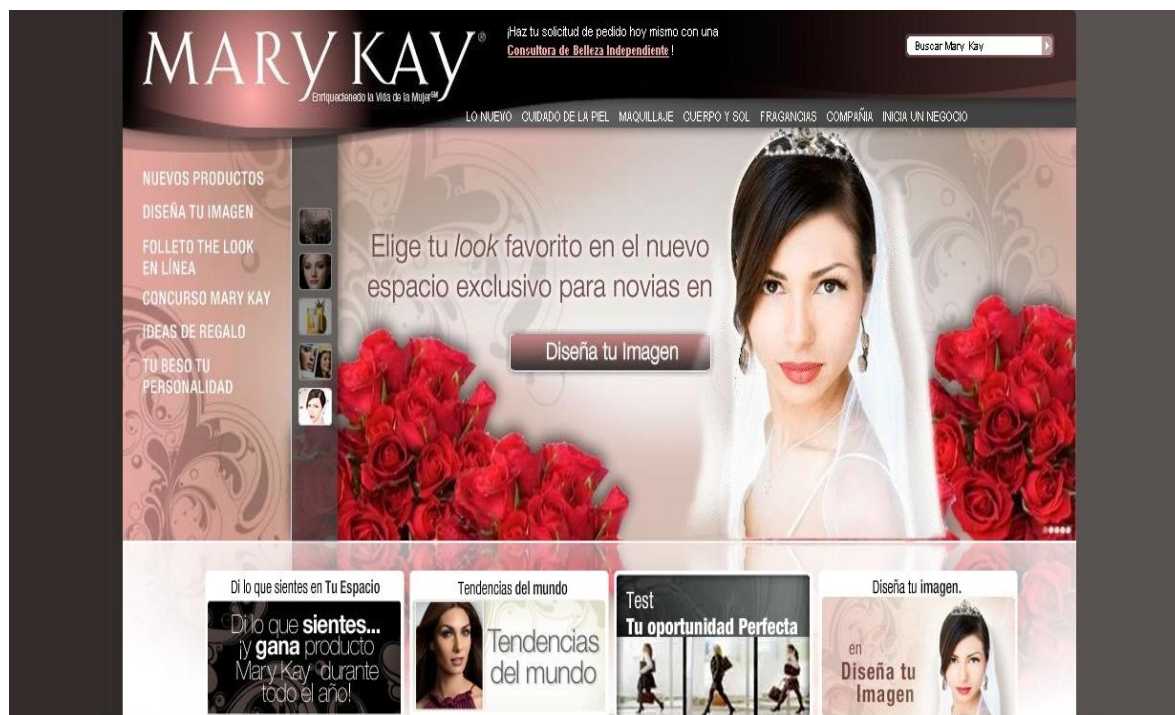 MARY KAY®
Enriqueciendo la Vida de la Mujer℠
¡Haz tu solicitud de pedido hoy mismo con una
Consultora de Belleza Independiente !
Buscar Mary Kay
LO NUEVO CUIDADO DE LA PIEL MAQUILLAJE CUERPO Y SOL FRAGANCIAS COMPAÑIA INICIA UN NEGOCIO
NUEVOS PRODUCTOS
DISEÑA TU IMAGEN
FOLLETO THE LOOK
EN LÍNEA
CONCURSO MARY KAY
IDEAS DE REGALO
TU BESO TU
PERSONALIDAD
Elige tu look favorito en el nuevo
espacio exclusivo para novias en
Diseña tu Imagen
Di lo que sientes en Tu Espacio
Di lo que sientes...
¡y gana producto
Mary Kay durante
todo el año!
Tendencias del mundo
Tendencias
del mundo
Test
Tu oportunidad Perfecta
Diseña tu imagen.
en
Diseña tu
Imagen